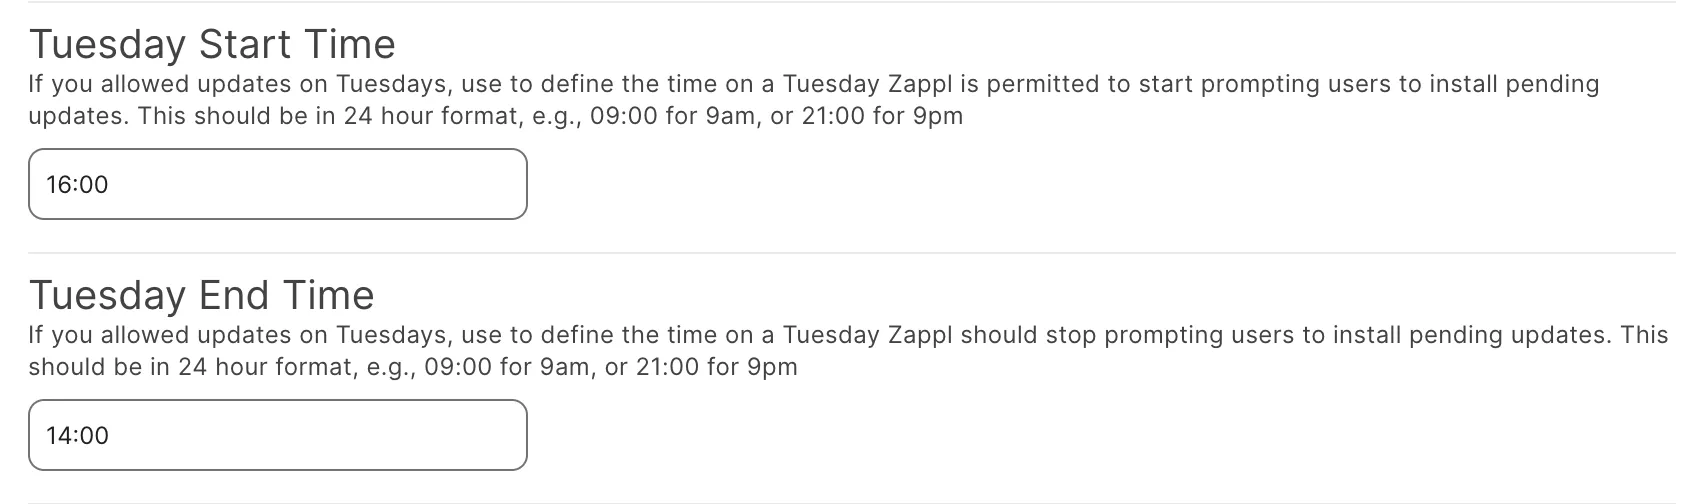 Tuesday Start Time
If you allowed updates on Tuesdays, use to define the time on a Tuesday Zappl is permitted to start prompting users to install pending
updates. This should be in 24 hour format, e.g., 09:00 for 9am, or 21:00 for 9pm
16:00
Tuesday End Time
If you allowed updates on Tuesdays, use to define the time on a Tuesday Zappl should stop prompting users to install pending updates. This
should be in 24 hour format, e.g., 09:00 for 9am, or 21:00 for 9pm
14:00